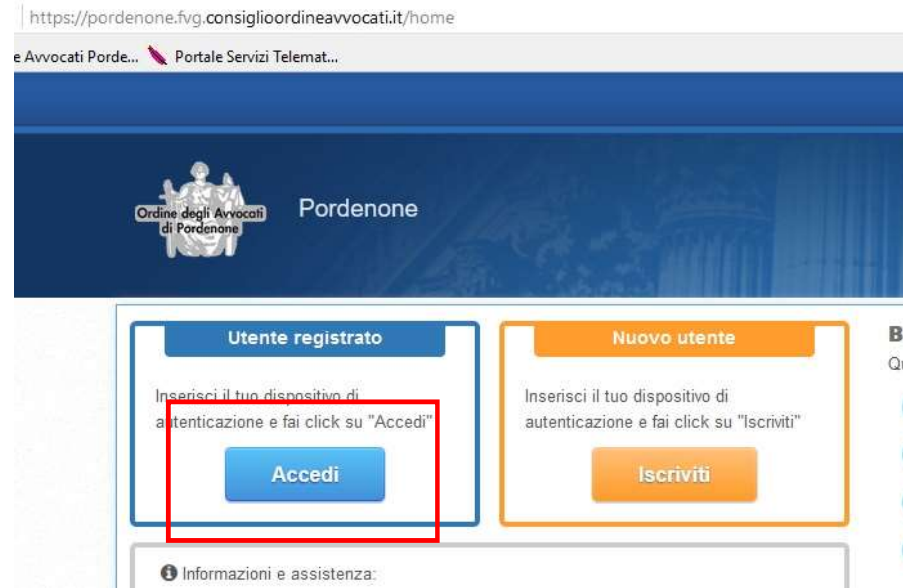 https://pordenone.fvg.consiglioordineavvocati.it/home
e Avvocati Porde... Portale Servizi Telemat...
Ordine degli Avvocati
di Pordenone
Pordenone
Utente registrato
Inserisci il tuo dispositivo di
autenticazione e fai click su "Accedi"
Accedi
Nuovo utente
Inserisci il tuo dispositivo di
autenticazione e fai click su "Iscriviti"
Iscriviti
Informazioni e assistenza: